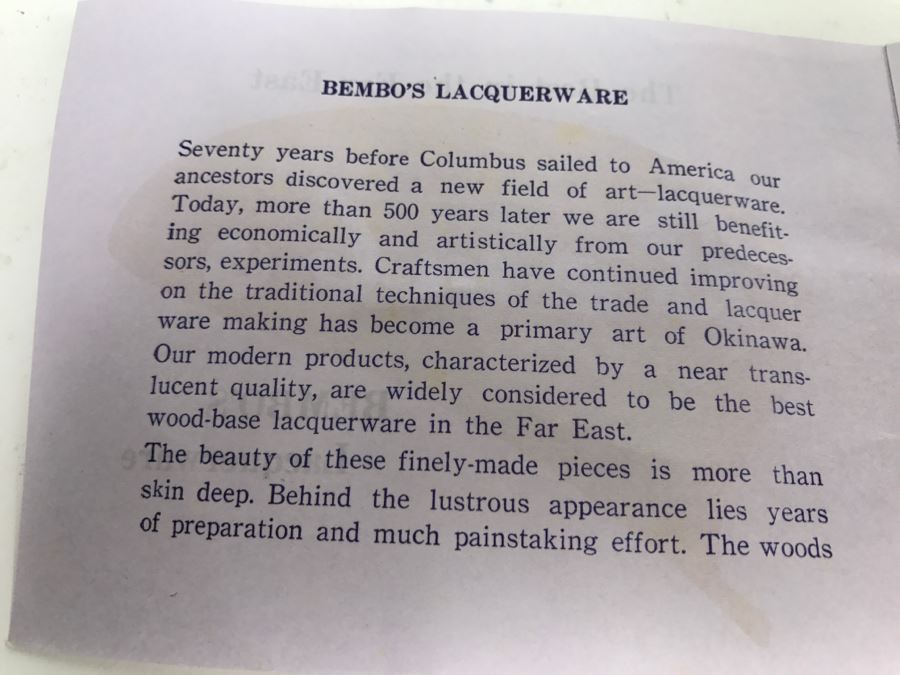 BEMBO'S LACQUERWARE
Seventy years before Columbus sailed to America our
ancestors discovered a new field of art—lacquerware.
Today, more than 500 years later we are still benefit-
ing economically and artistically from our predeces-
sors, experiments. Craftsmen have continued improving
on the traditional techniques of the trade and lacquer
ware making has become a primary art of Okinawa.
Our modern products, characterized by a near trans-
lucent quality, are widely considered to be the best
wood-base lacquerware in the Far East.
The beauty of these finely-made pieces is more than
skin deep. Behind the lustrous appearance lies years
of preparation and much painstaking effort. The woods